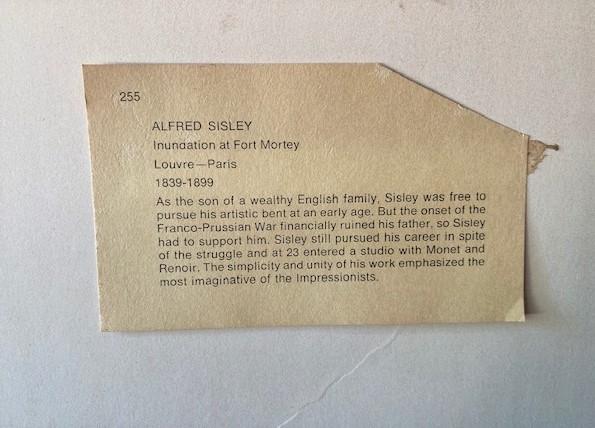 255
ALFRED SISLEY
Inundation at Fort Mortey
Louvre—Paris
1839-1899
As the son of a wealthy English family, Sisley was free to
pursue his artistic bent at an early age. But the onset of the
Franco-Prussian War financially ruined his father, so Sisley
had to support him. Sisley still pursued his career in spite
of the struggle and at 23 entered a studio with Monet and
Renoir. The simplicity and unity of his work emphasized the
most imaginative of the Impressionists.